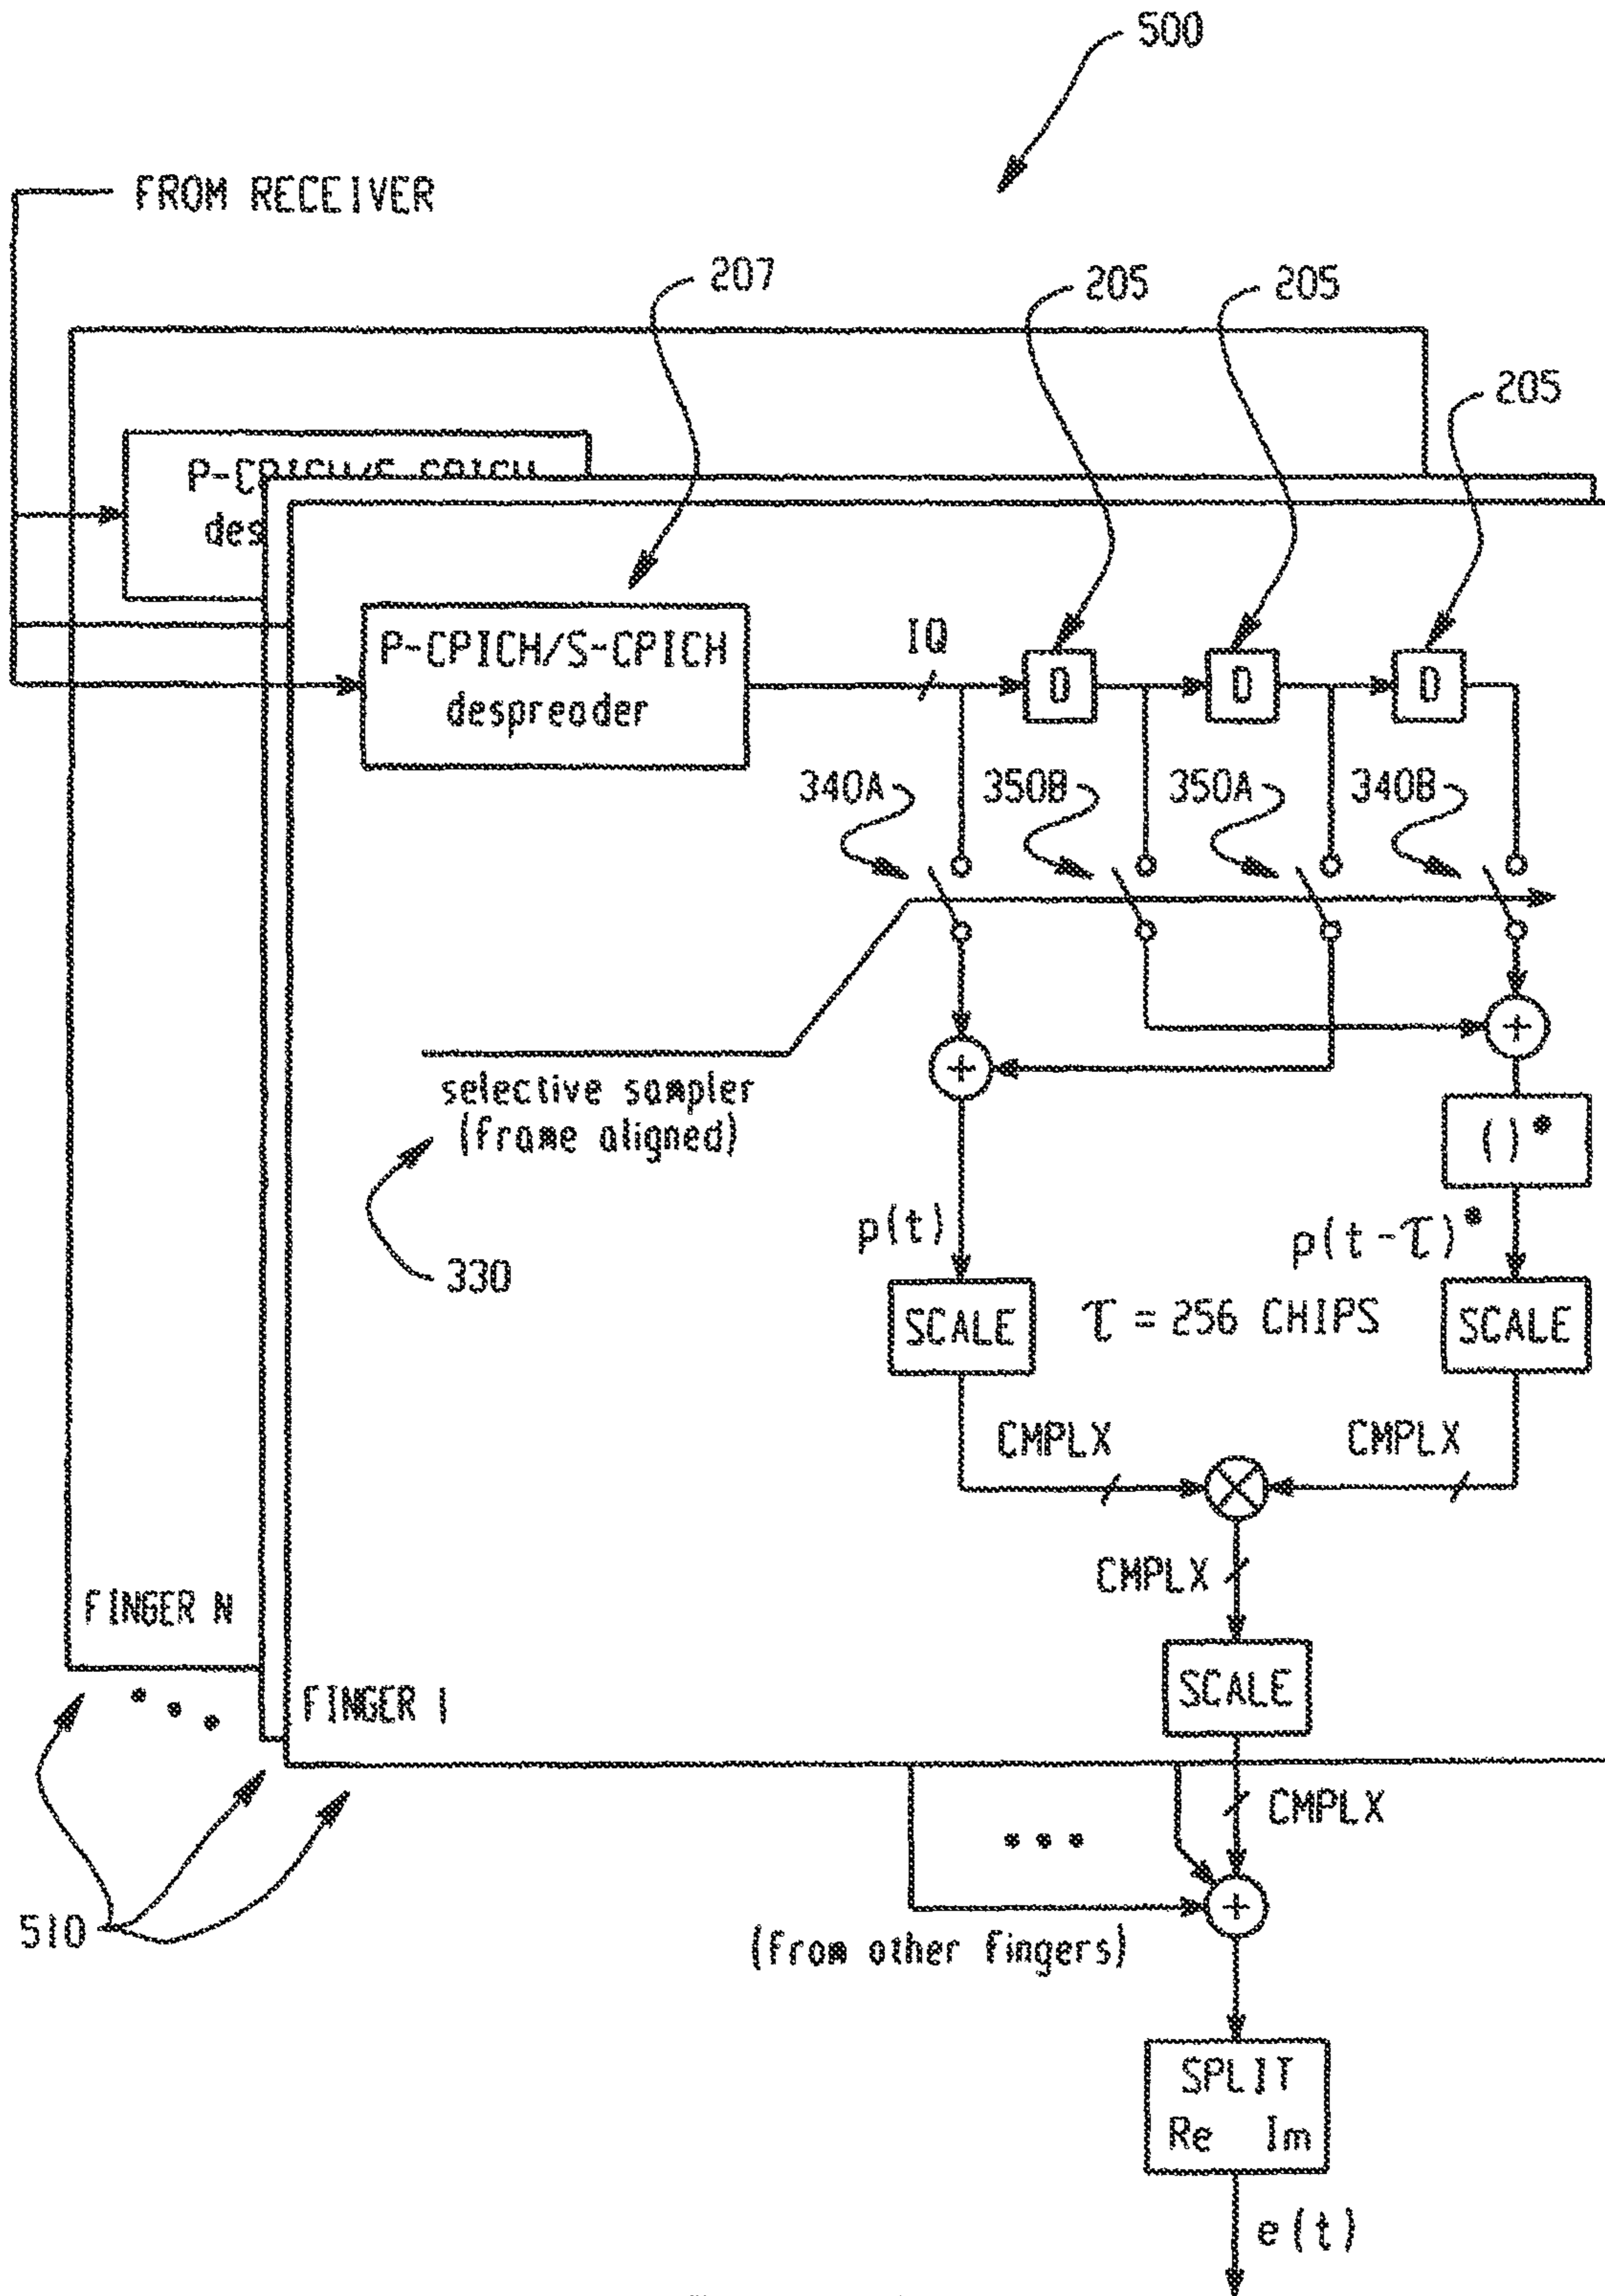 500
FROM RECEIVER
207
205
205
205
P-CPICH/S-CPICH
des
P-CPICH/S-CPICH
despreader
IQ
D
D
D
340A
350B
350A
340B
+
+
selective sampler
(frame aligned)
330
()*
p(t)
p(t-τ)*
SCALE
τ = 256 CHIPS
SCALE
CMPLX
CMPLX
CMPLX
FINGER N
SCALE
FINGER 1
CMPLX
510
+
(from other fingers)
SPLIT
Re Im
e(t)